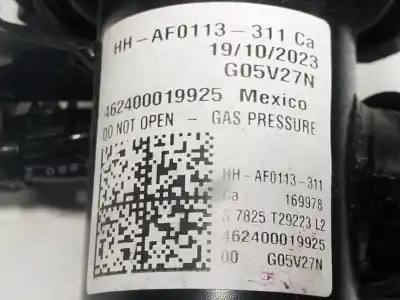 HH-AF0113-311 Ca
19/10/2023
G05V27N
462400019925 Mexico
DO NOT OPEN - GAS PRESSURE
HH-AF0113-311
Ca 169978
S 7825 T29223 L2
462400019925
00 G05V27N